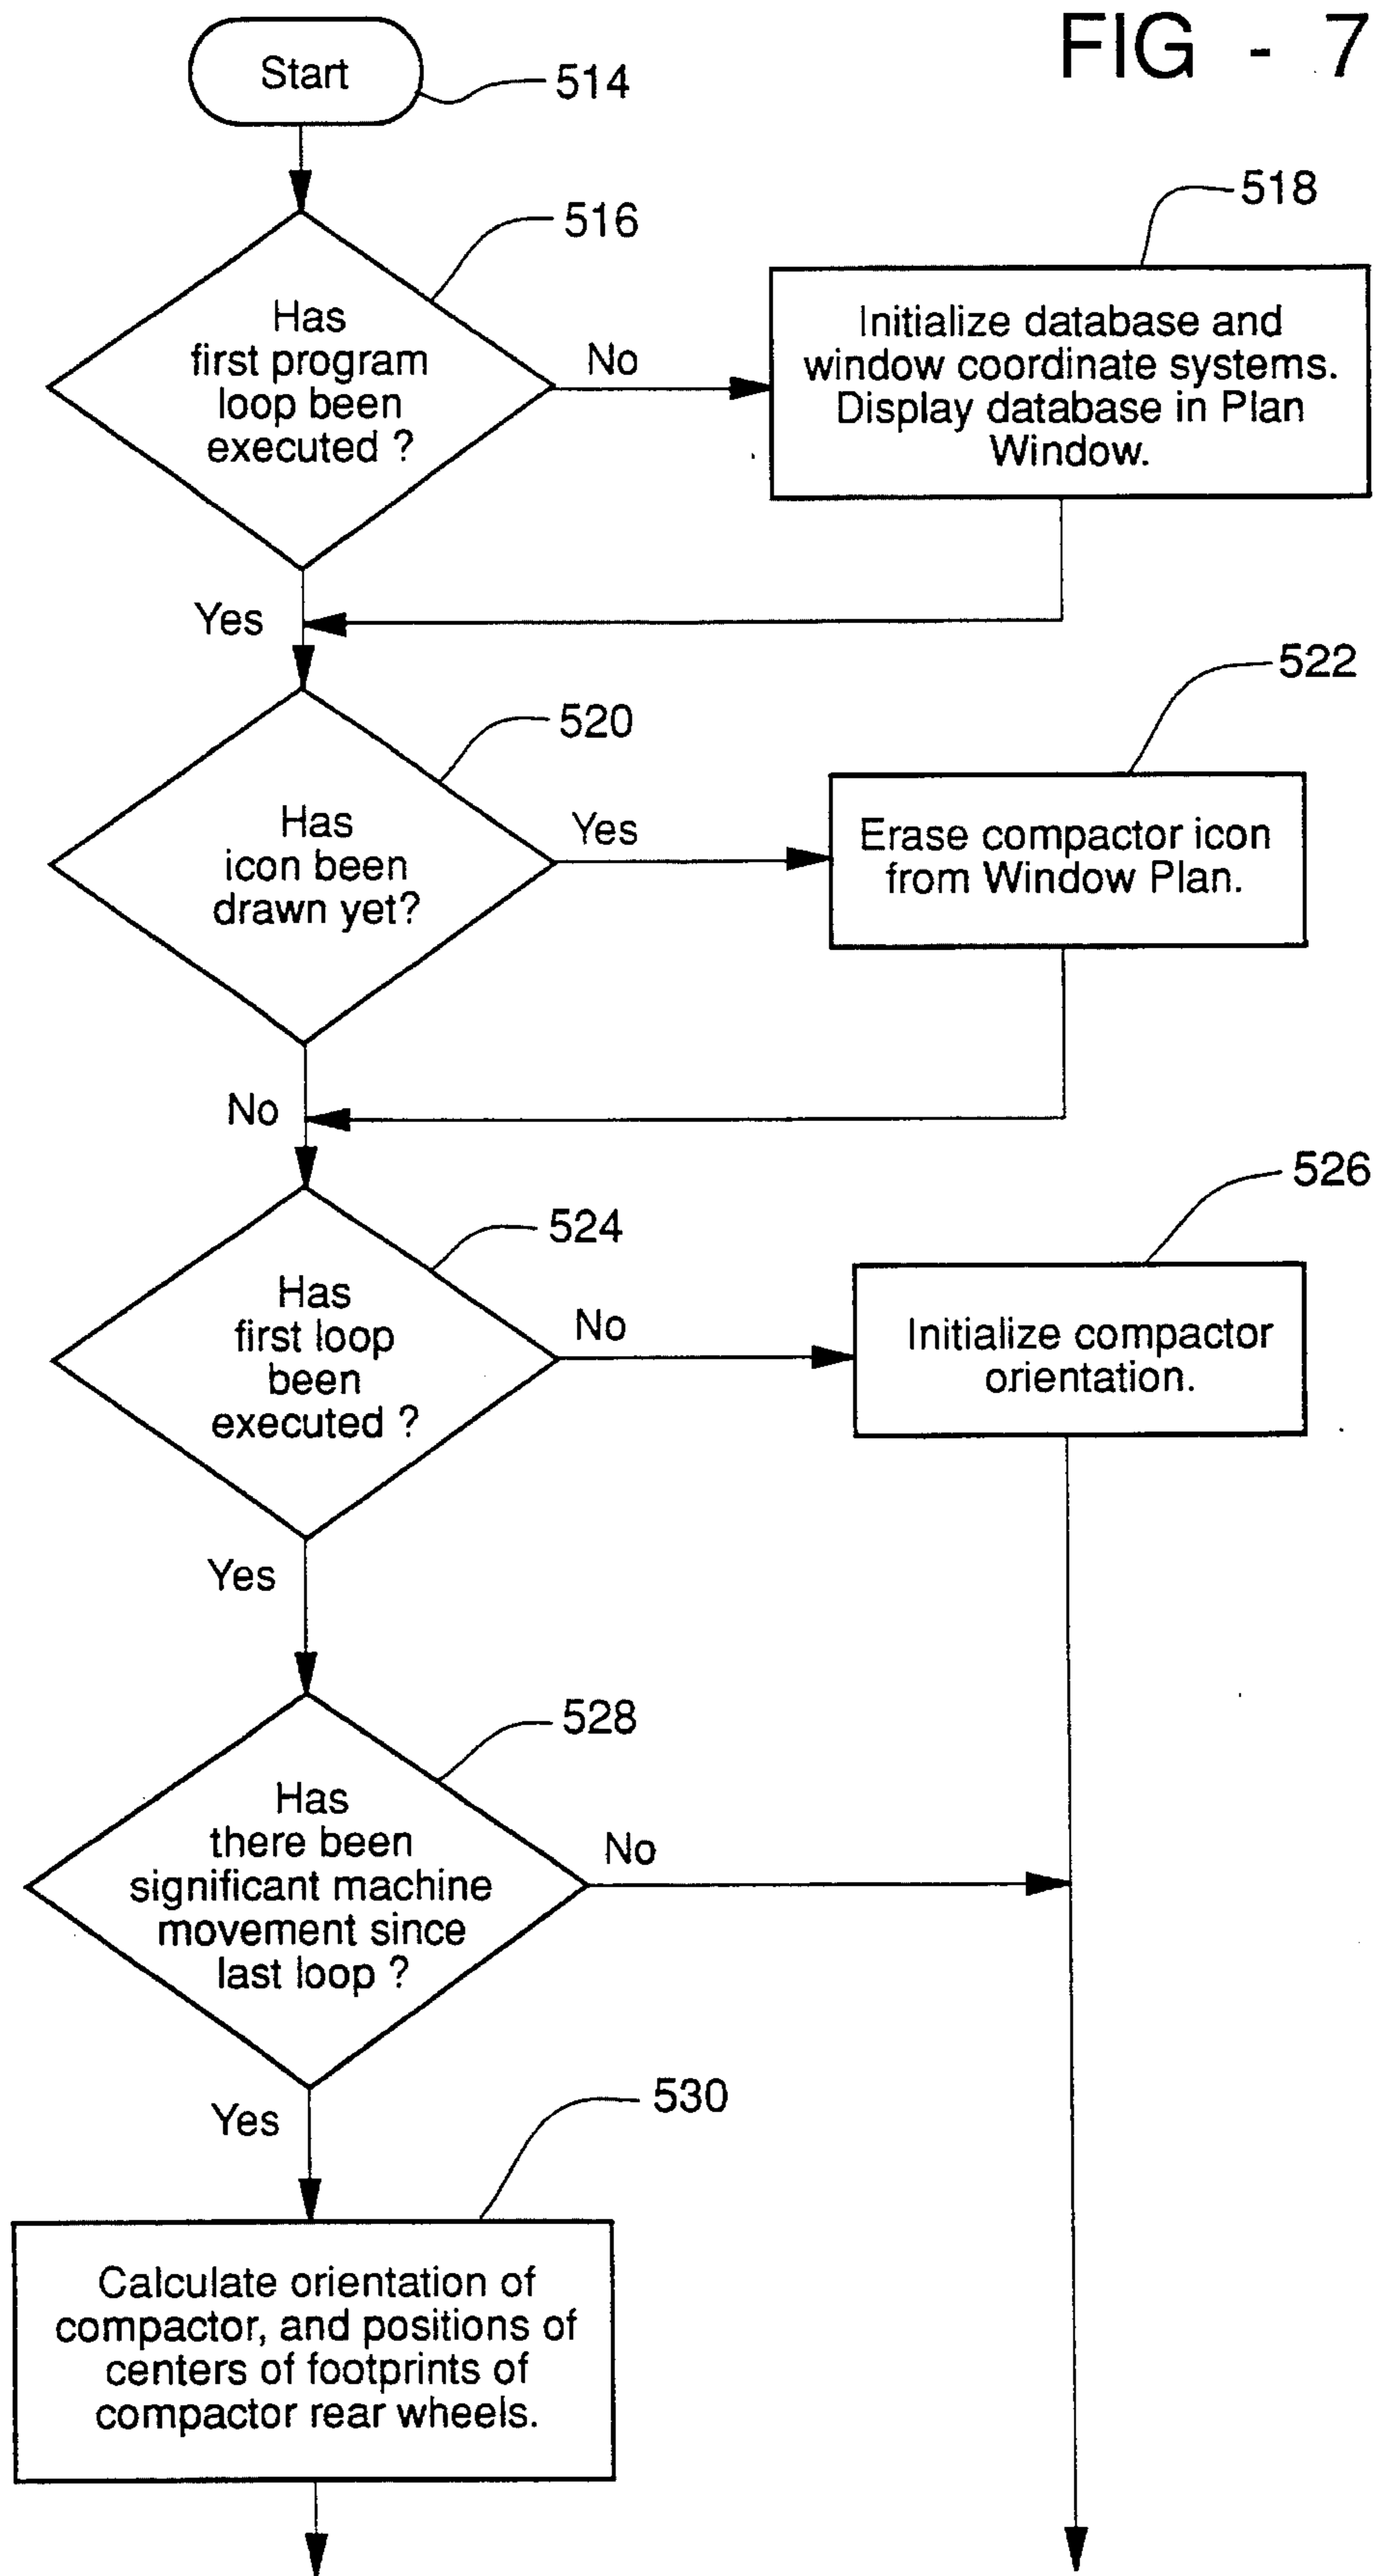 FIG - 7
Start
514
516
518
Has
first program
loop been
executed ?
No
Initialize database and
window coordinate systems.
Display database in Plan
Window.
Yes
520
522
Has
icon been
drawn yet?
Yes
Erase compactor icon
from Window Plan.
No
524
526
Has
first loop
been
executed ?
No
Initialize compactor
orientation.
Yes
528
Has
there been
significant machine
movement since
last loop ?
No
Yes
530
Calculate orientation of
compactor, and positions of
centers of footprints of
compactor rear wheels.